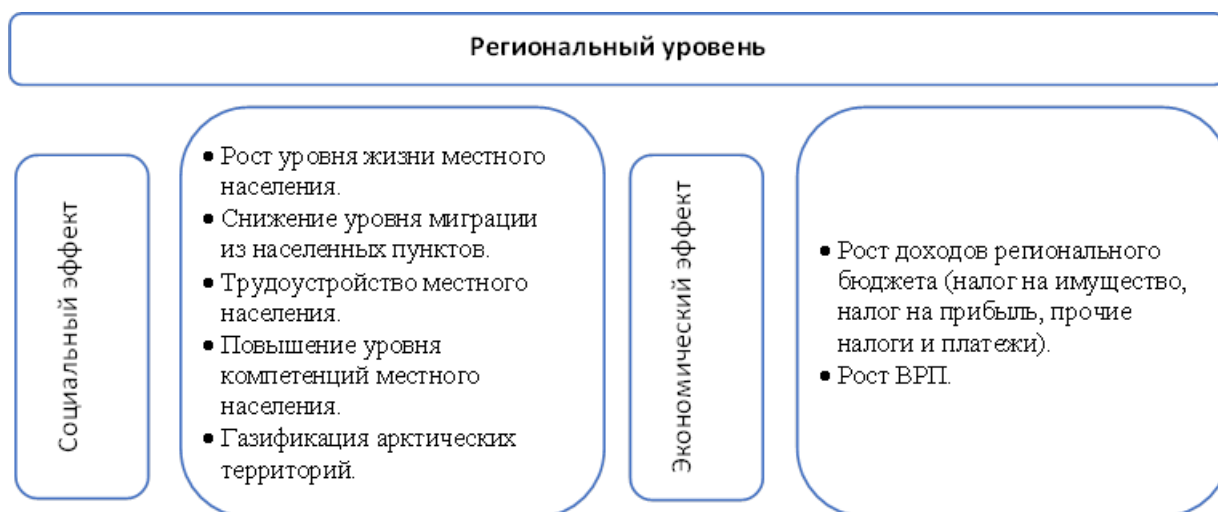 Региональный уровень
Социальный эффект
• Рост уровня жизни местного
населения.
• Снижение уровня миграции
из населенных пунктов.
• Трудоустройство местного
населения.
• Повышение уровня
компетенций местного
населения.
• Газификация арктических
территорий.
Экономический эффект
• Рост доходов регионального
бюджета (налог на имущество,
налог на прибыль, прочие
налоги и платежи).
• Рост ВРП.